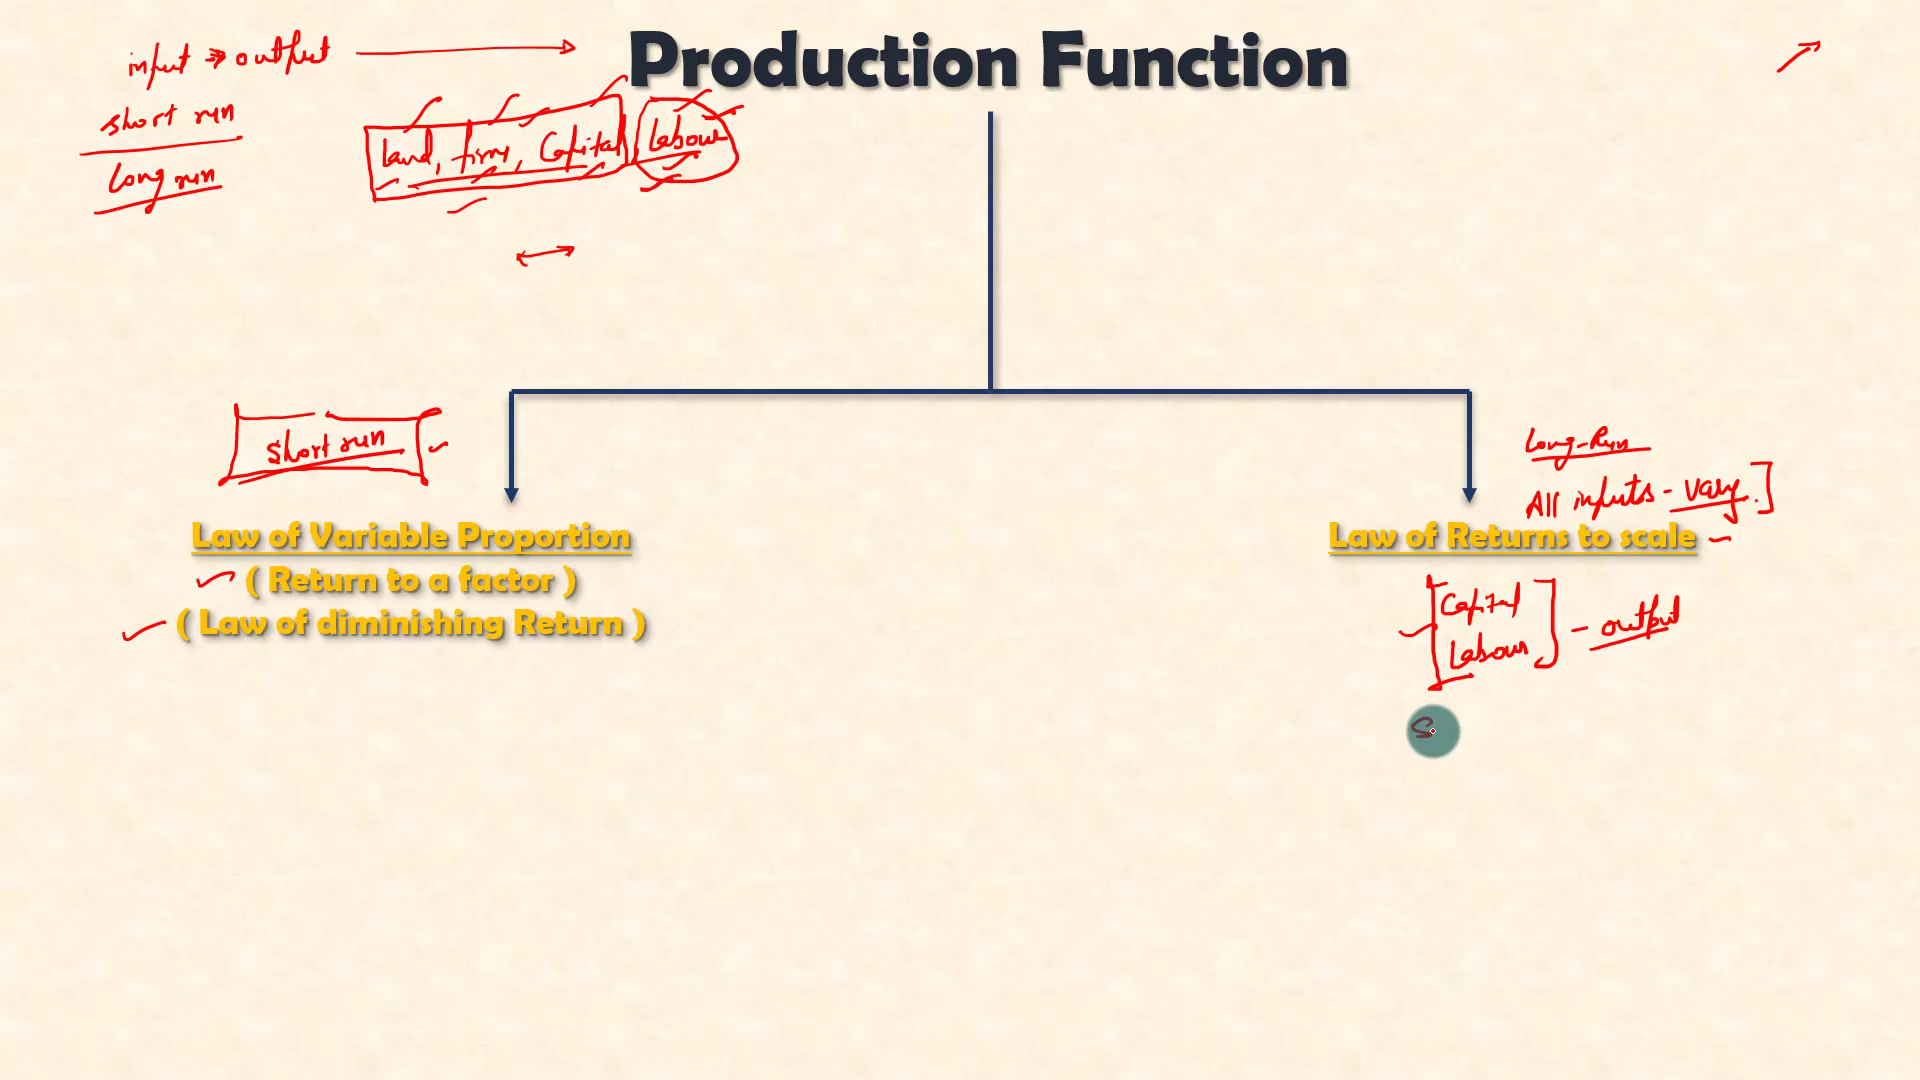 Production Function
input → output
short run
Long run
Land, firm, Capital, Labour
Short run
Long-Run
All inputs - vary.
Law of Variable Proportion
( Return to a factor )
( Law of diminishing Return )
Law of Returns to scale
Capital
Labour
- output
S